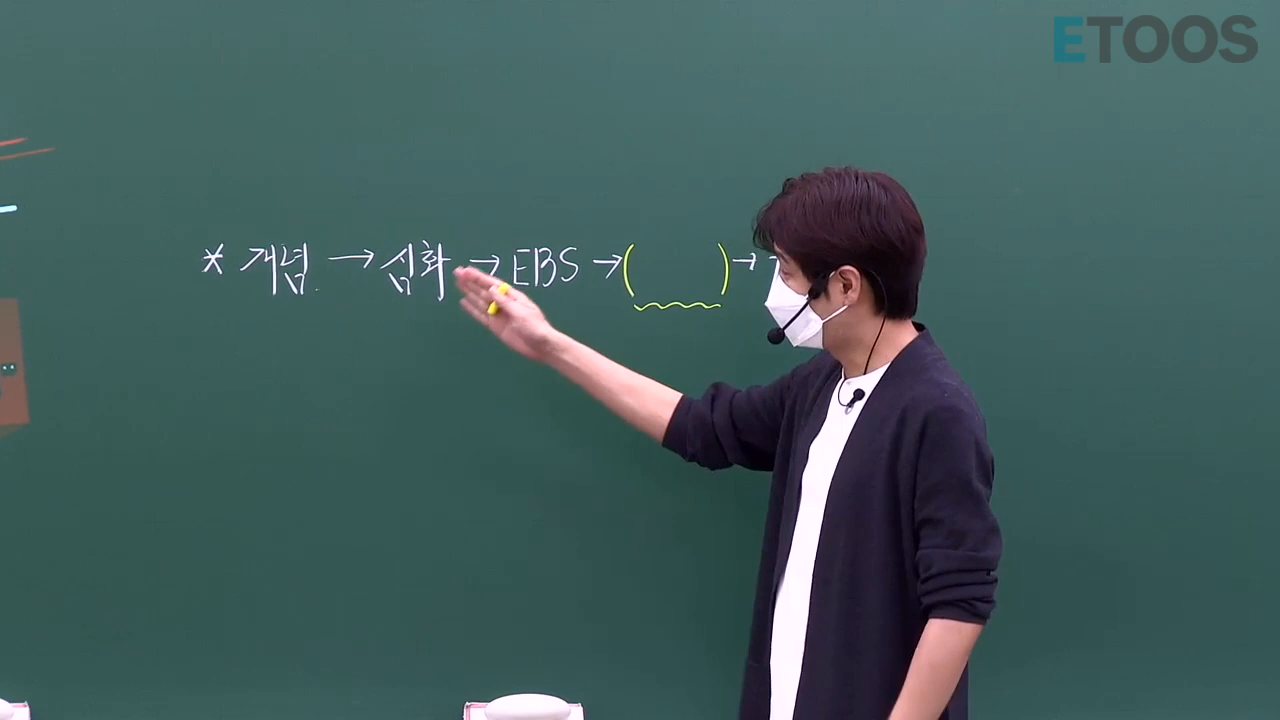 ETOOS
* 개념 → 심화 → EBS → (     ) →